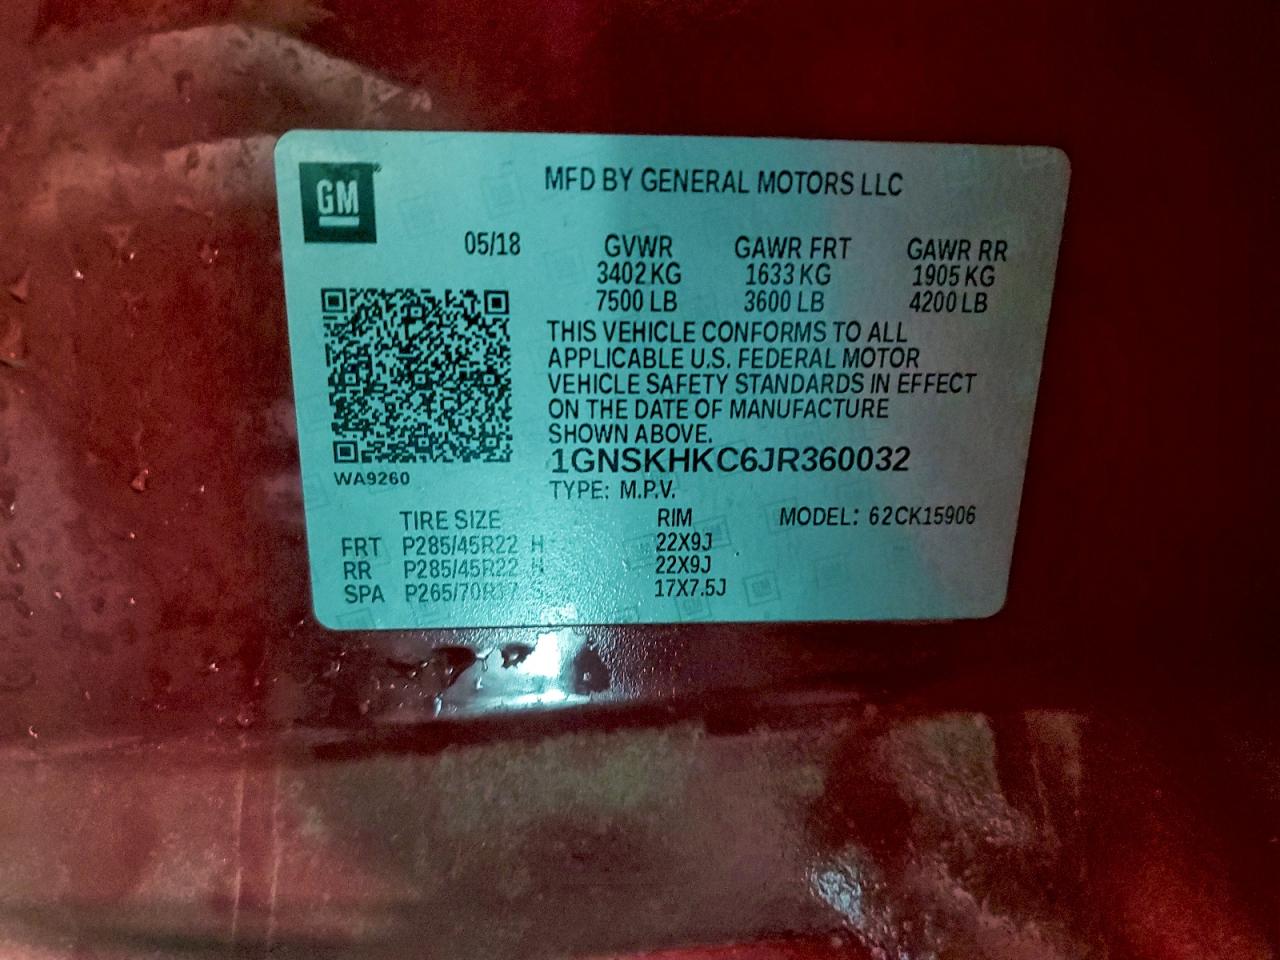 GM
MFD BY GENERAL MOTORS LLC
05/18 GVWR GAWR FRT GAWR RR
3402 KG 1633 KG 1905 KG
7500 LB 3600 LB 4200 LB
THIS VEHICLE CONFORMS TO ALL
APPLICABLE U.S. FEDERAL MOTOR
VEHICLE SAFETY STANDARDS IN EFFECT
ON THE DATE OF MANUFACTURE
SHOWN ABOVE.
1GNSKHKC6JR360032
WA9260
TYPE: M.P.V.
TIRE SIZE RIM MODEL: 62CK15906
FRT P285/45R22 H 22X9J
RR P285/45R22 H 22X9J
SPA P265/70R17 S 17X7.5J